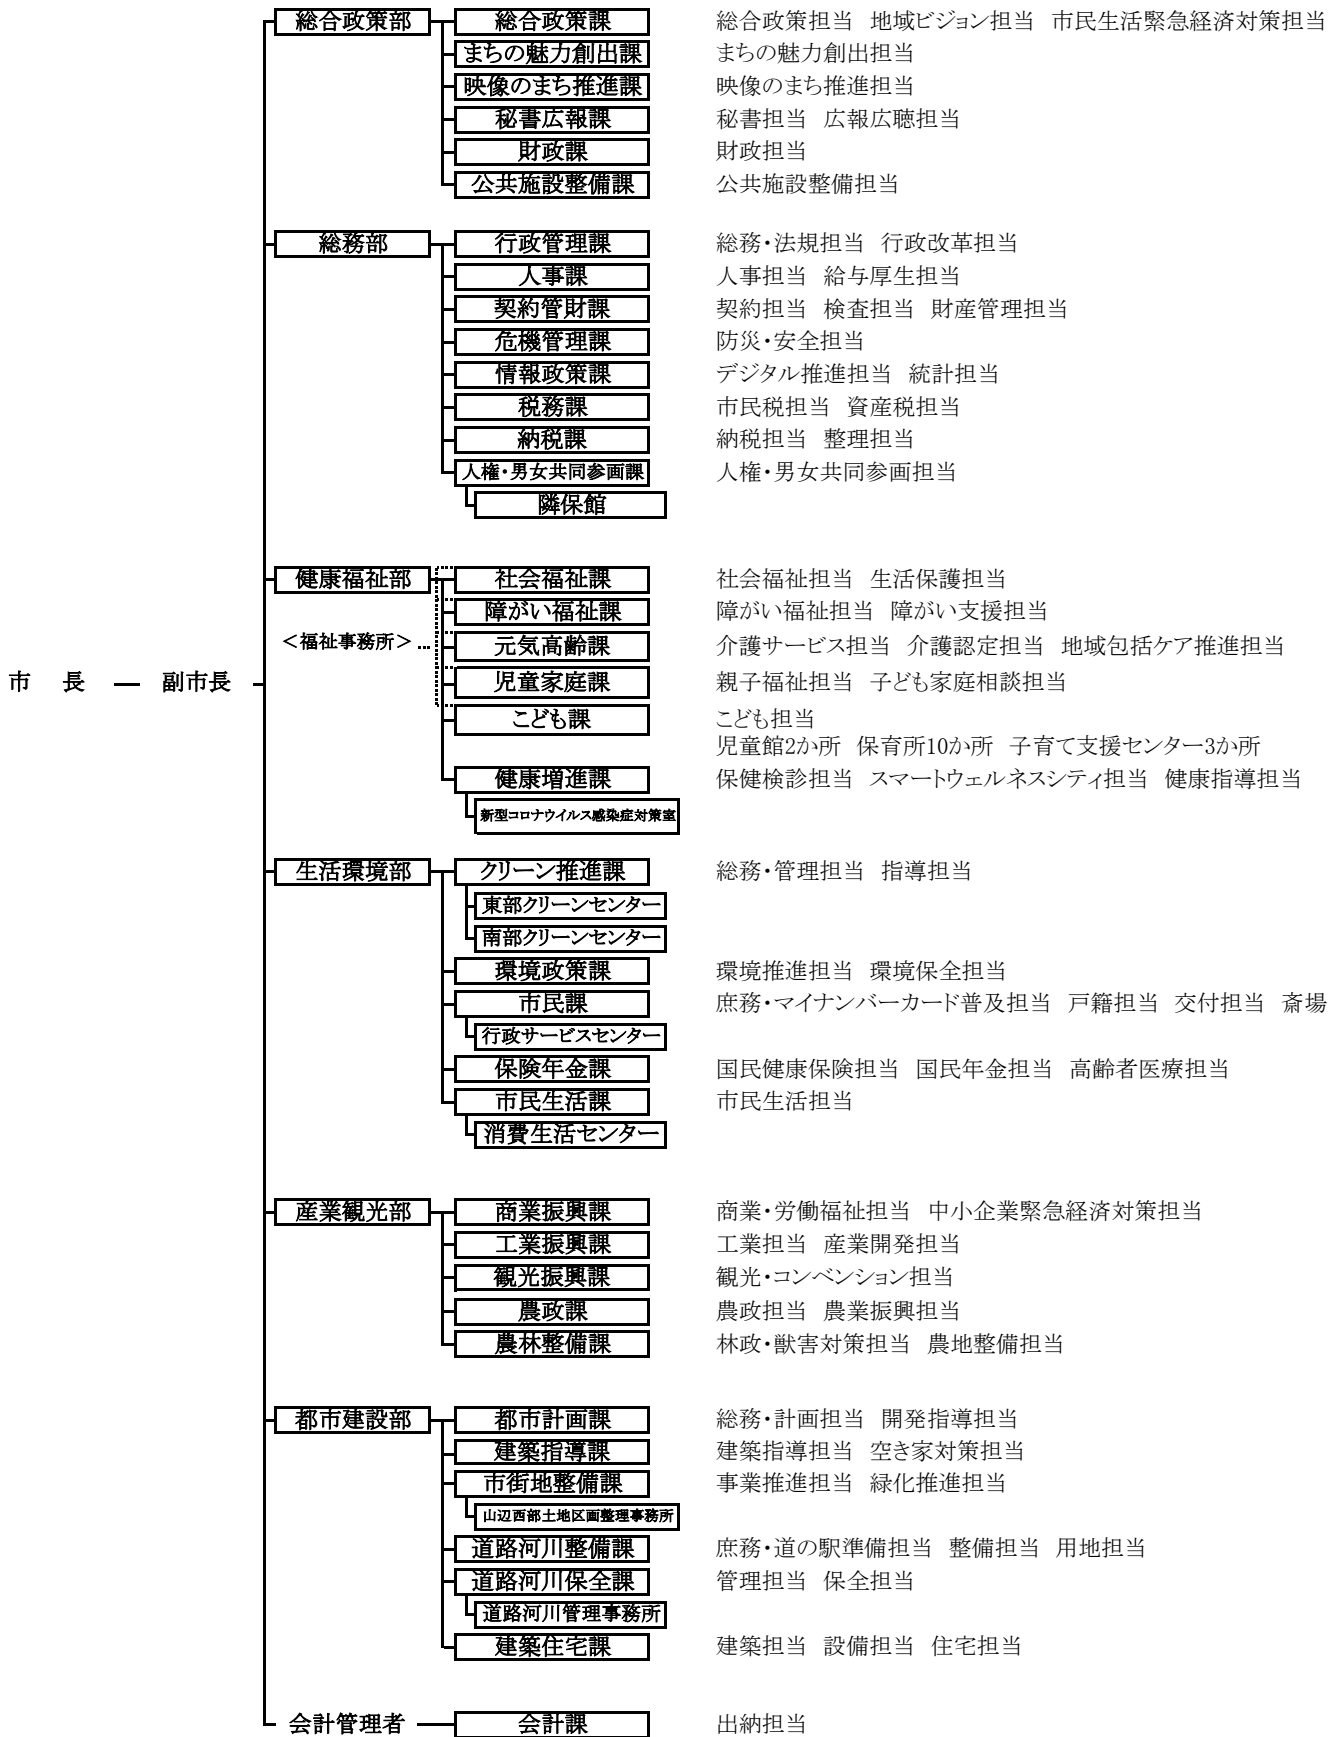 総合政策部 総合政策課 総合政策担当 地域ビジョン担当 市民生活緊急経済対策担当
まちの魅力創出課 まちの魅力創出担当
映像のまち推進課 映像のまち推進担当
秘書広報課 秘書担当 広報広聴担当
財政課 財政担当
公共施設整備課 公共施設整備担当
総務部 行政管理課 総務・法規担当 行政改革担当
人事課 人事担当 給与厚生担当
契約管財課 契約担当 検査担当 財産管理担当
危機管理課 防災・安全担当
情報政策課 デジタル推進担当 統計担当
税務課 市民税担当 資産税担当
納税課 納税担当 整理担当
人権・男女共同参画課 人権・男女共同参画担当
隣保館
健康福祉部 社会福祉課 社会福祉担当 生活保護担当
障がい福祉課 障がい福祉担当 障がい支援担当
＜福祉事務所＞ 元気高齢課 介護サービス担当 介護認定担当 地域包括ケア推進担当
市 長 ― 副市長 児童家庭課 親子福祉担当 子ども家庭相談担当
こども課 こども担当
児童館2か所 保育所10か所 子育て支援センター3か所
健康増進課 保健検診担当 スマートウェルネスシティ担当 健康指導担当
新型コロナウイルス感染症対策室
生活環境部 クリーン推進課 総務・管理担当 指導担当
東部クリーンセンター
南部クリーンセンター
環境政策課 環境推進担当 環境保全担当
市民課 庶務・マイナンバーカード普及担当 戸籍担当 交付担当 斎場
行政サービスセンター
保険年金課 国民健康保険担当 国民年金担当 高齢者医療担当
市民生活課 市民生活担当
消費生活センター
産業観光部 商業振興課 商業・労働福祉担当 中小企業緊急経済対策担当
工業振興課 工業担当 産業開発担当
観光振興課 観光・コンベンション担当
農政課 農政担当 農業振興担当
農林整備課 林政・獣害対策担当 農地整備担当
都市建設部 都市計画課 総務・計画担当 開発指導担当
建築指導課 建築指導担当 空き家対策担当
市街地整備課 事業推進担当 緑化推進担当
山辺西部土地区画整理事務所
道路河川整備課 庶務・道の駅準備担当 整備担当 用地担当
道路河川保全課 管理担当 保全担当
道路河川管理事務所
建築住宅課 建築担当 設備担当 住宅担当
会計管理者 会計課 出納担当